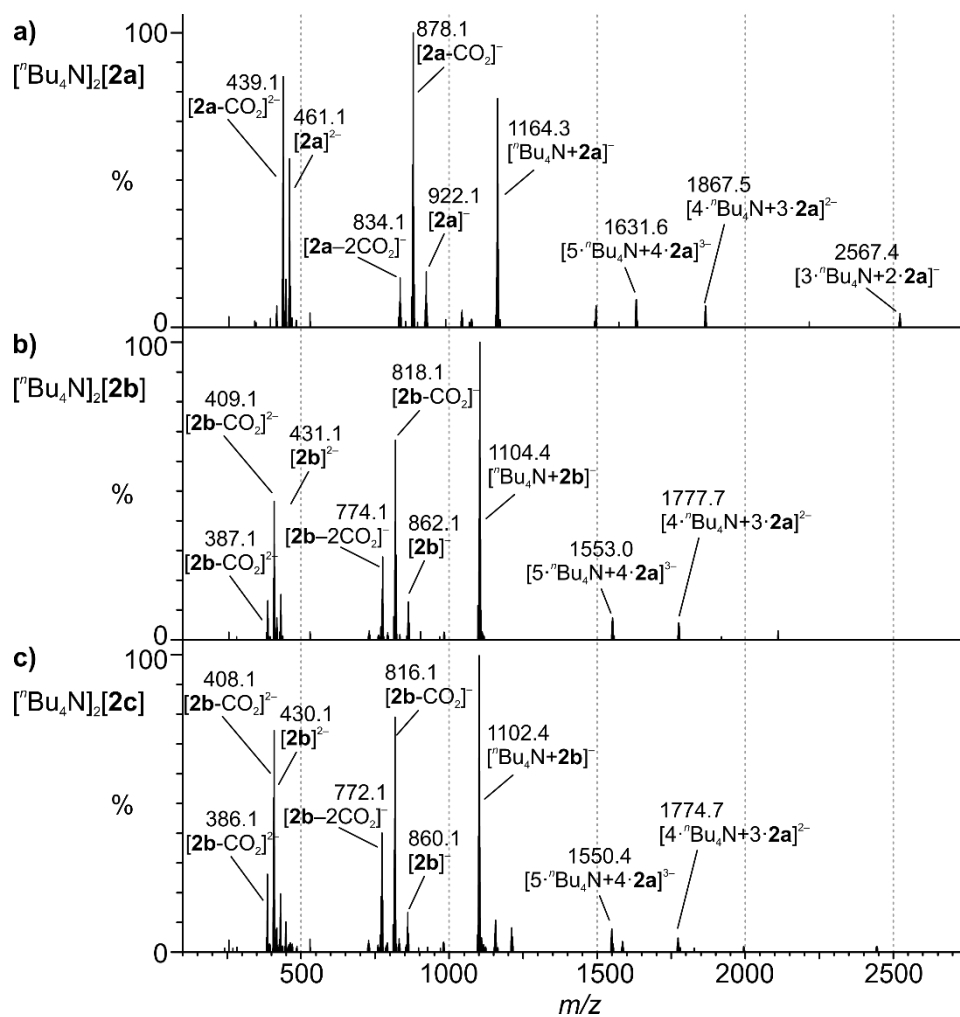 a)
[ⁿBu₄N]₂[2a]
100
%
0
439.1
[2a-CO₂]²⁻
461.1
[2a]²⁻
834.1
[2a–2CO₂]⁻
878.1
[2a-CO₂]⁻
922.1
[2a]⁻
1164.3
[ⁿBu₄N+2a]⁻
1631.6
[5·ⁿBu₄N+4·2a]³⁻
1867.5
[4·ⁿBu₄N+3·2a]²⁻
2567.4
[3·ⁿBu₄N+2·2a]⁻
b)
[ⁿBu₄N]₂[2b]
100
%
0
387.1
[2b-CO₂]²⁻
409.1
[2b-CO₂]²⁻
431.1
[2b]²⁻
774.1
[2b–2CO₂]⁻
818.1
[2b-CO₂]⁻
862.1
[2b]⁻
1104.4
[ⁿBu₄N+2b]⁻
1553.0
[5·ⁿBu₄N+4·2a]³⁻
1777.7
[4·ⁿBu₄N+3·2a]²⁻
c)
[ⁿBu₄N]₂[2c]
100
%
0
386.1
[2b-CO₂]²⁻
408.1
[2b-CO₂]²⁻
430.1
[2b]²⁻
772.1
[2b–2CO₂]⁻
816.1
[2b-CO₂]⁻
860.1
[2b]⁻
1102.4
[ⁿBu₄N+2b]⁻
1550.4
[5·ⁿBu₄N+4·2a]³⁻
1774.7
[4·ⁿBu₄N+3·2a]²⁻
500 1000 1500 2000 2500
m/z